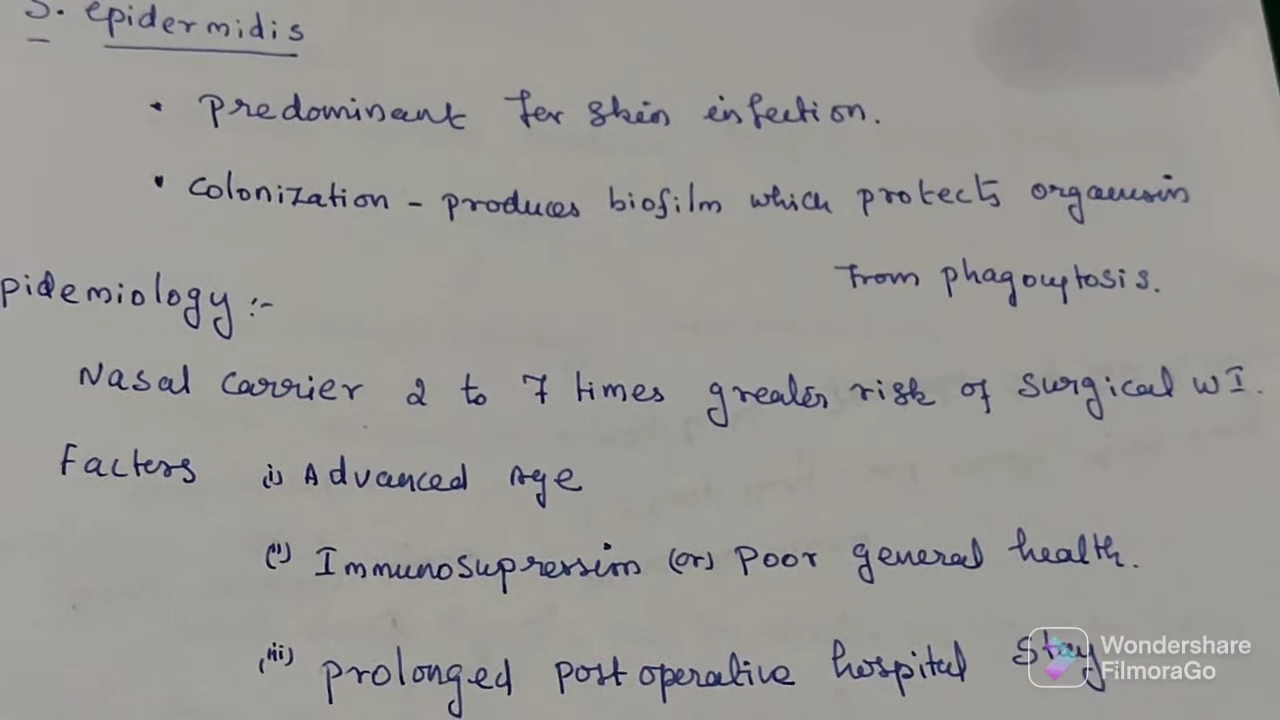 S. epidermidis
• Predominant for skin infection.
• Colonization - produces biofilm which protects organism
from phagocytosis.
pidemiology :-
Nasal carrier 2 to 7 times greater risk of surgical WI.
Factors i) Advanced Age
(ii) Immunosupression (or) Poor general health.
(iii) prolonged post operative hospital stay
Wondershare
FilmoraGo